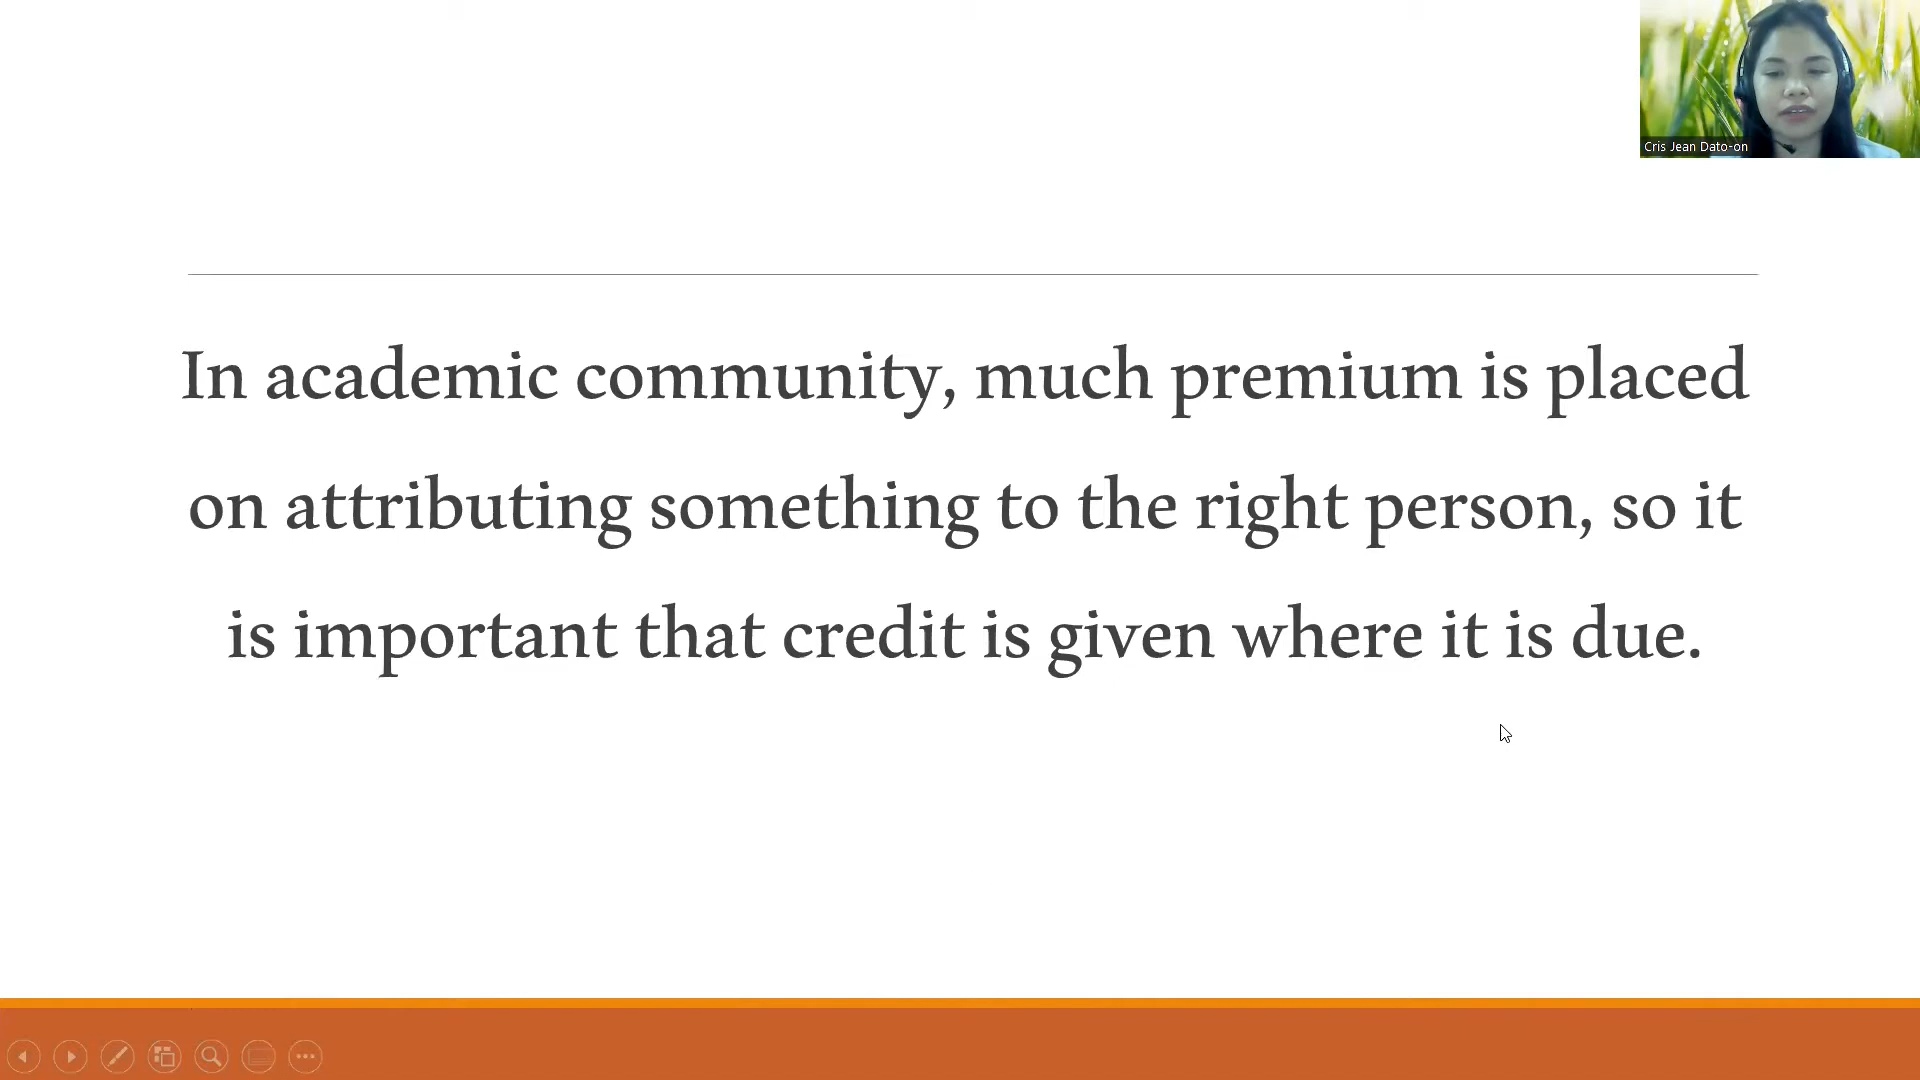 Cris Jean Dato-on
In academic community, much premium is placed
on attributing something to the right person, so it
is important that credit is given where it is due.